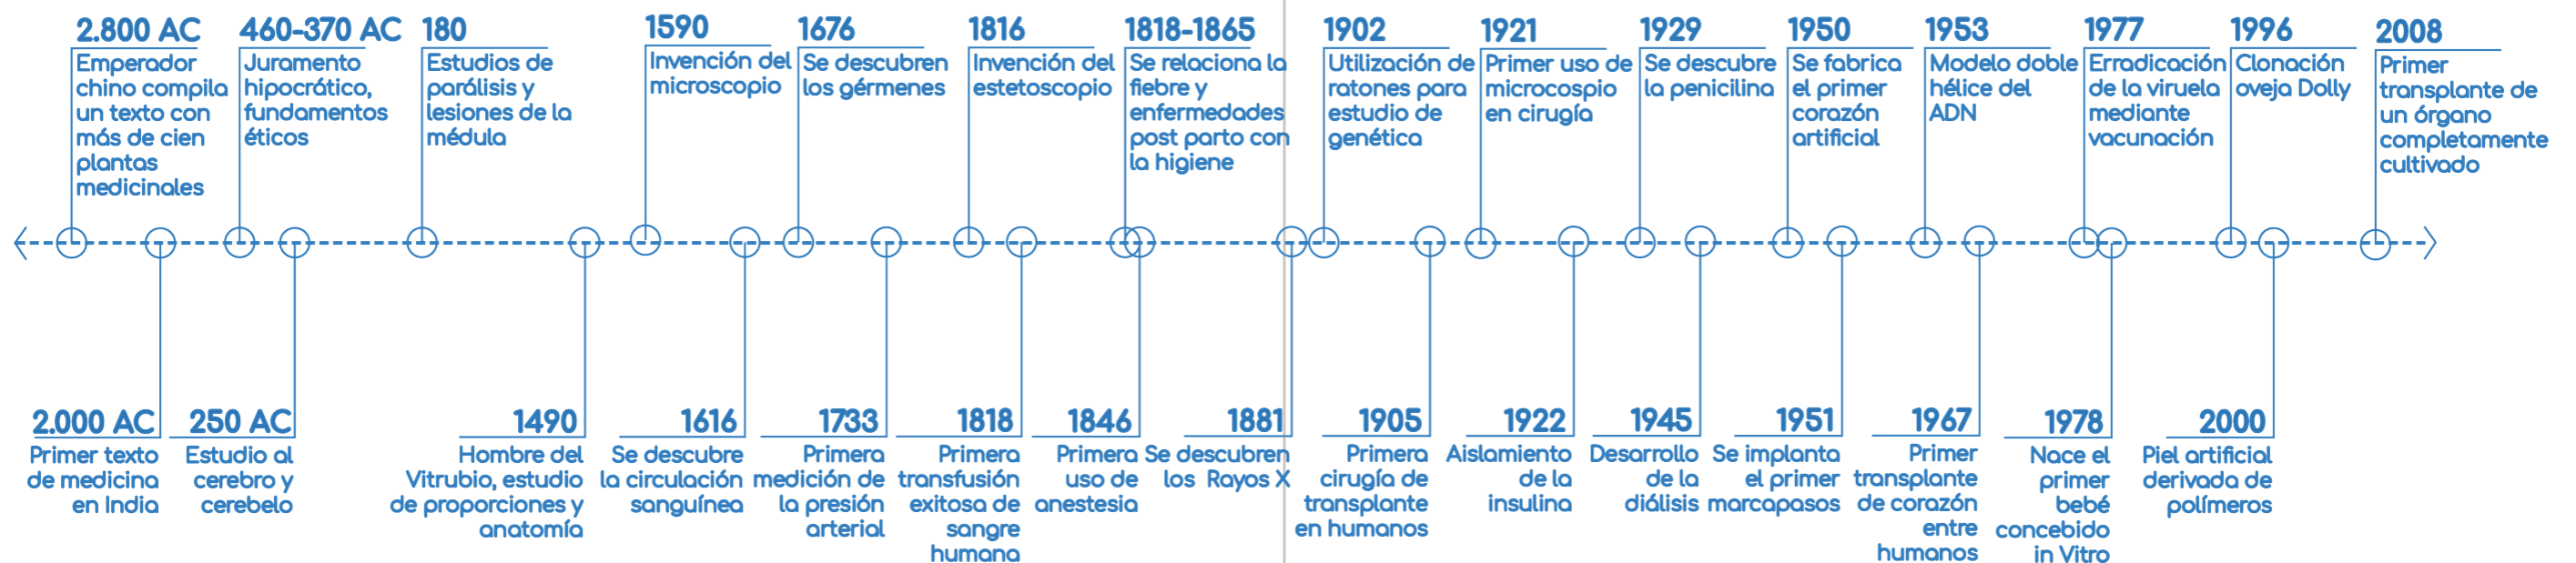 2.800 AC
Emperador
chino compila
un texto con
más de cien
plantas
medicinales
460-370 AC
Juramento
hipocrático,
fundamentos
éticos
180
Estudios de
parálisis y
lesiones de la
médula
1590
Invención del
microscopio
1676
Se descubren
los gérmenes
1816
Invención del
estetoscopio
1818-1865
Se relaciona la
fiebre y
enfermedades
post parto con
la higiene
1902
Utilización de
ratones para
estudio de
genética
1921
Primer uso de
microcospio
en cirugía
1929
Se descubre
la penicilina
1950
Se fabrica
el primer
corazón
artificial
1953
Modelo doble
hélice del
ADN
1977
Erradicación
de la viruela
mediante
vacunación
1996
Clonación
oveja Dolly
2008
Primer
transplante de
un órgano
completamente
cultivado
2.000 AC
Primer texto
de medicina
en India
250 AC
Estudio al
cerebro y
cerebelo
1490
Hombre del
Vitrubio, estudio
de proporciones y
anatomía
1616
Se descubre
la circulación
sanguínea
1733
Primera
medición de
la presión
arterial
1818
Primera
transfusión
exitosa de
sangre
humana
1846
Primera
uso de
anestesia
1881
Se descubren
los Rayos X
1905
Primera
cirugía de
transplante
en humanos
1922
Aislamiento
de la
insulina
1945
Desarrollo
de la
diálisis
1951
Se implanta
el primer
marcapasos
1967
Primer
transplante
de corazón
entre
humanos
1978
Nace el
primer
bebé
concebido
in Vitro
2000
Piel artificial
derivada de
polímeros